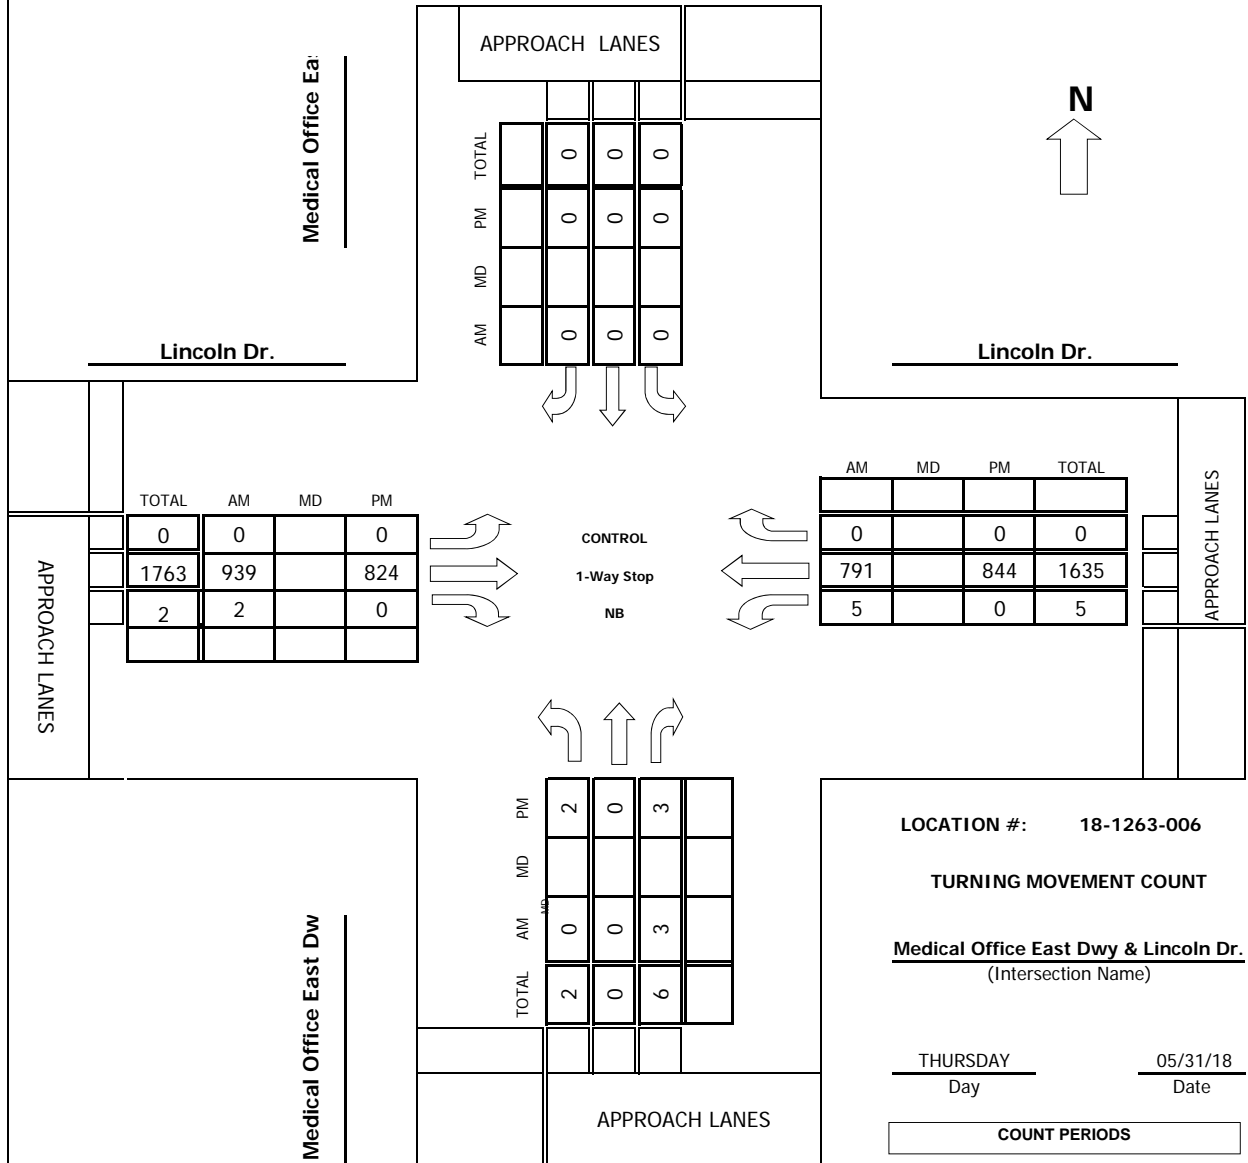 APPROACH LANES
Medical Office Ea
N
TOTAL 0 0 0
PM 0 0 0
MD
AM 0 0 0
Lincoln Dr.
Lincoln Dr.
TOTAL AM MD PM
0 0 0
1763 939 824
2 2 0
APPROACH LANES
CONTROL
1-Way Stop
NB
AM MD PM TOTAL
0 0 0
791 844 1635
5 0 5
APPROACH LANES
PM 2 0 3
MD
MD
AM 0 0 3
TOTAL 2 0 6
Medical Office East Dw
APPROACH LANES
LOCATION #: 18-1263-006
TURNING MOVEMENT COUNT
Medical Office East Dwy & Lincoln Dr.
(Intersection Name)
THURSDAY 05/31/18
Day Date
COUNT PERIODS